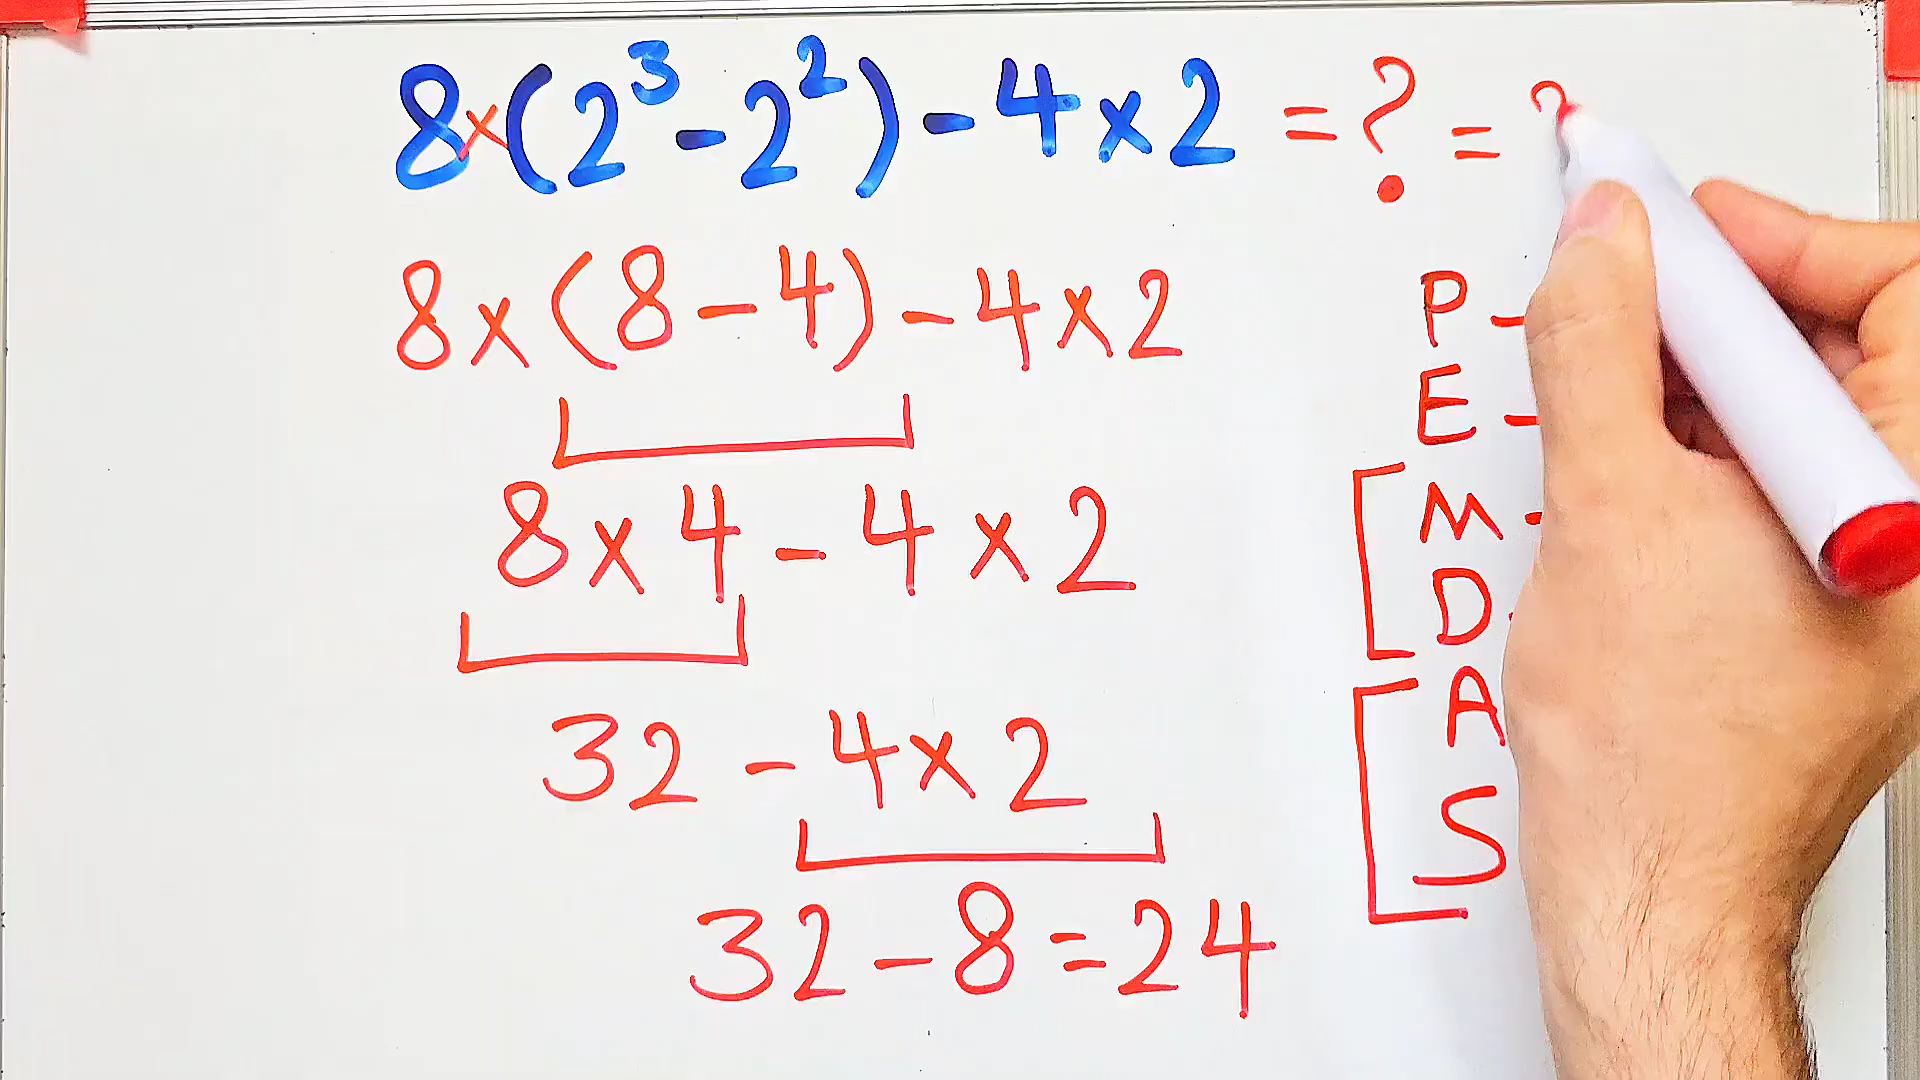 8×(2³-2²)-4×2=?=
8×(8-4)-4×2
8×4-4×2
32-4×2
32-8=24
P-
E-
M-
D-
A
S